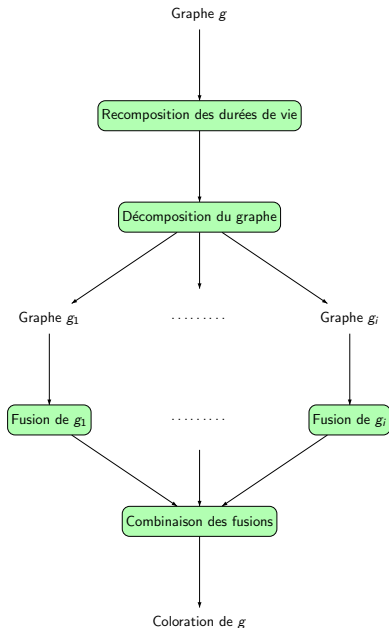 Graphe g
Recomposition des durées de vie
Décomposition du graphe
Graphe g₁
.........
Graphe gᵢ
Fusion de g₁
.........
Fusion de gᵢ
Combinaison des fusions
Coloration de g